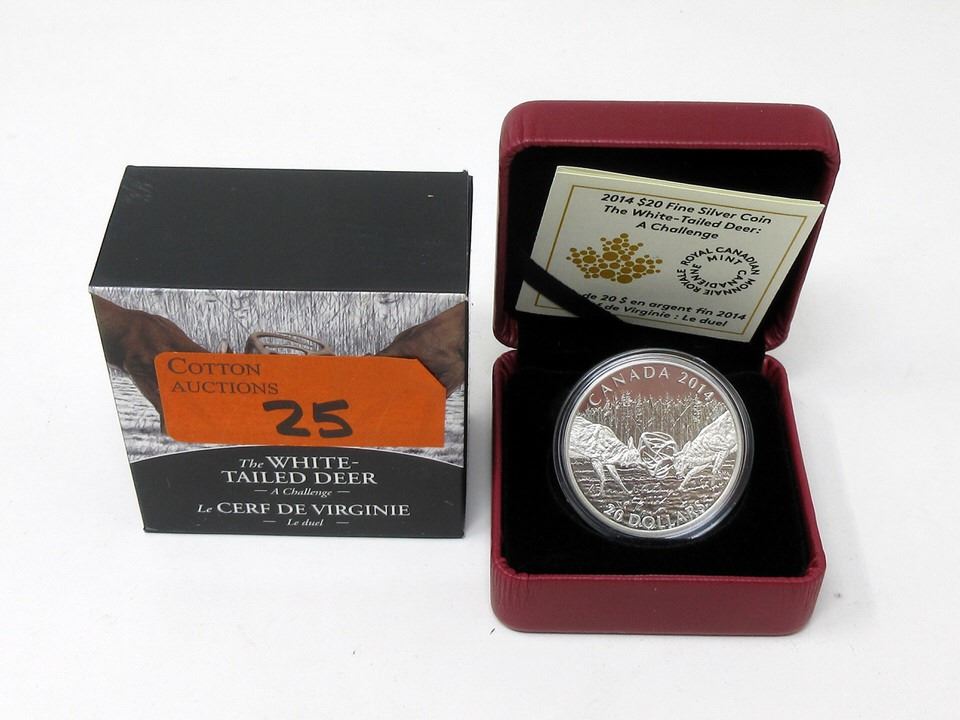 COTTON
AUCTIONS
25
The WHITE-
TAILED DEER
— A Challenge —
Le CERF DE VIRGINIE
— Le duel —
2014 $20 Fine Silver Coin
The White-Tailed Deer:
A Challenge
ROYAL CANADIAN MINT
MONNAIE ROYALE CANADIENNE
de 20 $ en argent fin 2014
de Virginie : Le duel
CANADA 2014
20 DOLLARS